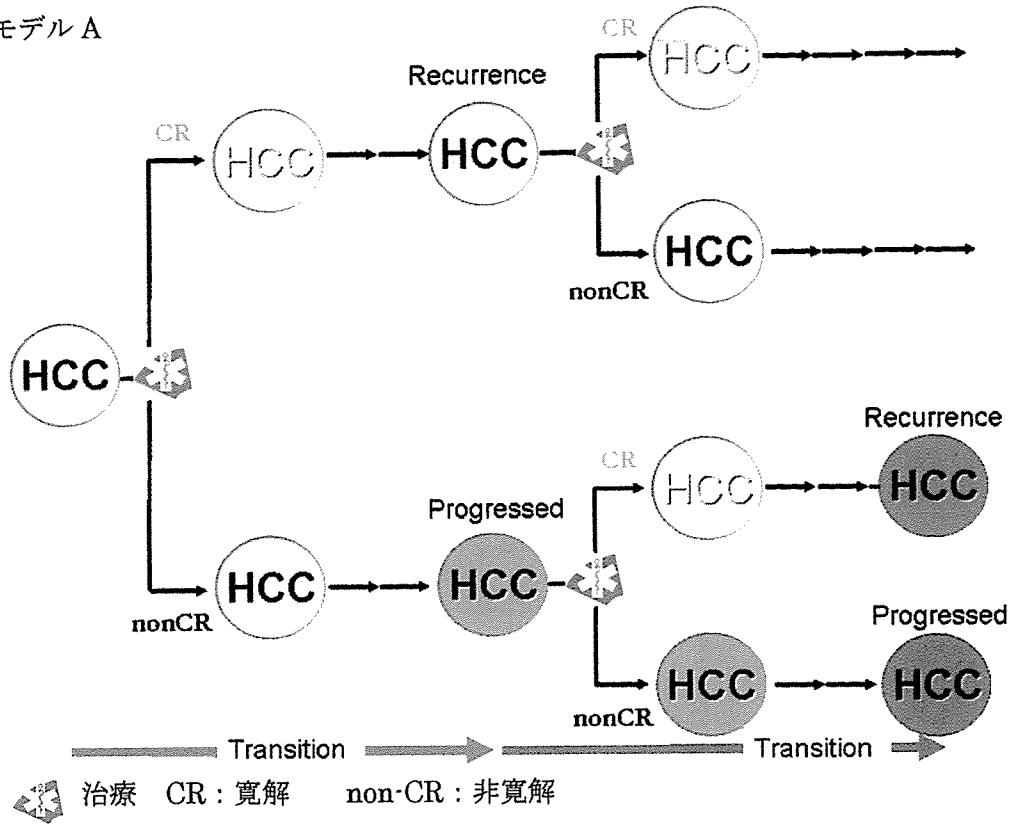 モデル A
CR
HCC
Recurrence
CR
HCC
HCC
HCC
nonCR
HCC
Recurrence
CR
HCC
HCC
Progressed
HCC
nonCR
HCC
Progressed
HCC
HCC
nonCR
Transition
Transition
治療 CR：寛解 non-CR：非寛解